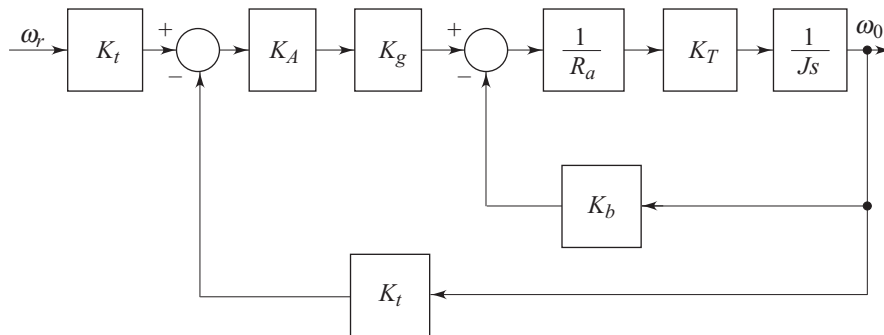 ω_r
K_t
+
−
K_A
K_g
+
−
1/R_a
K_T
1/Js
ω_0
K_b
K_t